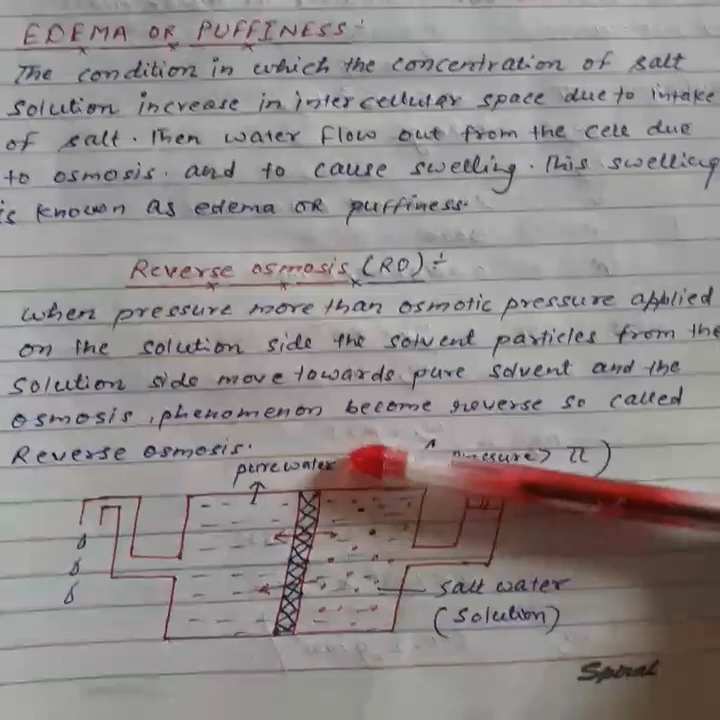 EDEMA OR PUFFINESS:
The condition in which the concentration of salt
solution increase in intercellular space due to intake
of salt. Then water flow out from the cell due
to osmosis. and to cause swelling. This swelling
is known as edema OR puffiness.
Reverse osmosis (RO) :-
when pressure more than osmotic pressure applied
on the solution side the solvent particles from the
solution side move towards pure solvent and the
osmosis, phenomenon become reverse so called
Reverse osmosis.
> π)
pure water
salt water
(solution)
Spiral